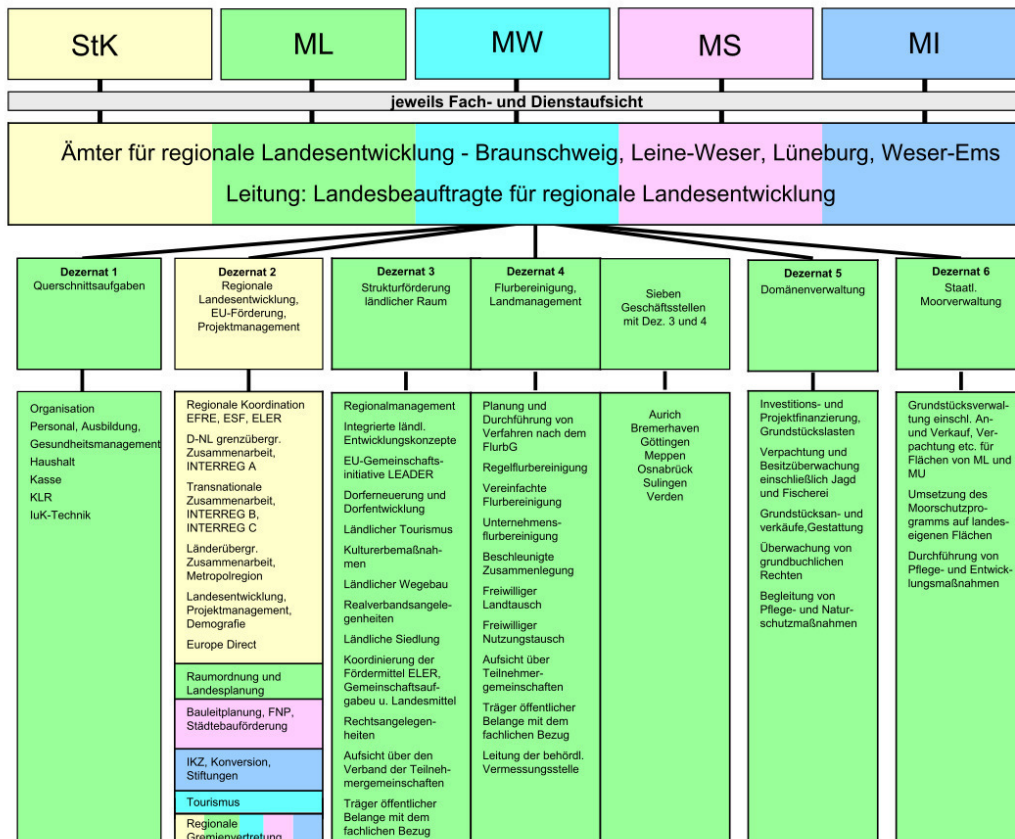 StK
ML
MW
MS
MI
jeweils Fach- und Dienstaufsicht
Ämter für regionale Landesentwicklung - Braunschweig, Leine-Weser, Lüneburg, Weser-Ems
Leitung: Landesbeauftragte für regionale Landesentwicklung
Dezernat 1
Querschnittsaufgaben
Organisation
Personal, Ausbildung,
Gesundheitsmanagement
Haushalt
Kasse
KLR
IuK-Technik
Dezernat 2
Regionale
Landesentwicklung,
EU-Förderung,
Projektmanagement
Regionale Koordination
EFRE, ESF, ELER
D-NL grenzübergr.
Zusammenarbeit,
INTERREG A
Transnationale
Zusammenarbeit,
INTERREG B,
INTERREG C
Länderübergr.
Zusammenarbeit,
Metropolregion
Landesentwicklung,
Projektmanagement,
Demografie
Europe Direct
Raumordnung und
Landesplanung
Bauleitplanung, FNP,
Städtebauförderung
IKZ, Konversion,
Stiftungen
Tourismus
Regionale
Gremienvertretung
Dezernat 3
Strukturförderung
ländlicher Raum
Regionalmanagement
Integrierte ländl.
Entwicklungskonzepte
EU-Gemeinschafts-
initiative LEADER
Dorferneuerung und
Dorfentwicklung
Ländlicher Tourismus
Kulturerbemaßnah-
men
Ländlicher Wegebau
Realverbandsangele-
genheiten
Ländliche Siedlung
Koordinierung der
Fördermittel ELER,
Gemeinschaftsauf-
gabeu u. Landesmittel
Rechtsangelegen-
heiten
Aufsicht über den
Verband der Teilneh-
mergemeinschaften
Träger öffentlicher
Belange mit dem
fachlichen Bezug
Dezernat 4
Flurbereinigung,
Landmanagement
Planung und
Durchführung von
Verfahren nach dem
FlurbG
Regelflurbereinigung
Vereinfachte
Flurbereinigung
Unternehmens-
flurbereinigung
Beschleunigte
Zusammenlegung
Freiwilliger
Landtausch
Freiwilliger
Nutzungstausch
Aufsicht über
Teilnehmer-
gemeinschaften
Träger öffentlicher
Belange mit dem
fachlichen Bezug
Leitung der behördl.
Vermessungsstelle
Sieben
Geschäftsstellen
mit Dez. 3 und 4
Aurich
Bremerhaven
Göttingen
Meppen
Osnabrück
Sulingen
Verden
Dezernat 5
Domänenverwaltung
Investitions- und
Projektfinanzierung,
Grundstückslasten
Verpachtung und
Besitzüberwachung
einschließlich Jagd
und Fischerei
Grundstücksan- und
verkäufe,Gestattung
Überwachung von
grundbuchlichen
Rechten
Begleitung von
Pflege- und Natur-
schutzmaßnahmen
Dezernat 6
Staatl.
Moorverwaltung
Grundstücksverwal-
tung einschl. An-
und Verkauf, Ver-
pachtung etc. für
Flächen von ML und
MU
Umsetzung des
Moorschutzpro-
gramms auf landes-
eigenen Flächen
Durchführung von
Pflege- und Entwick-
lungsmaßnahmen